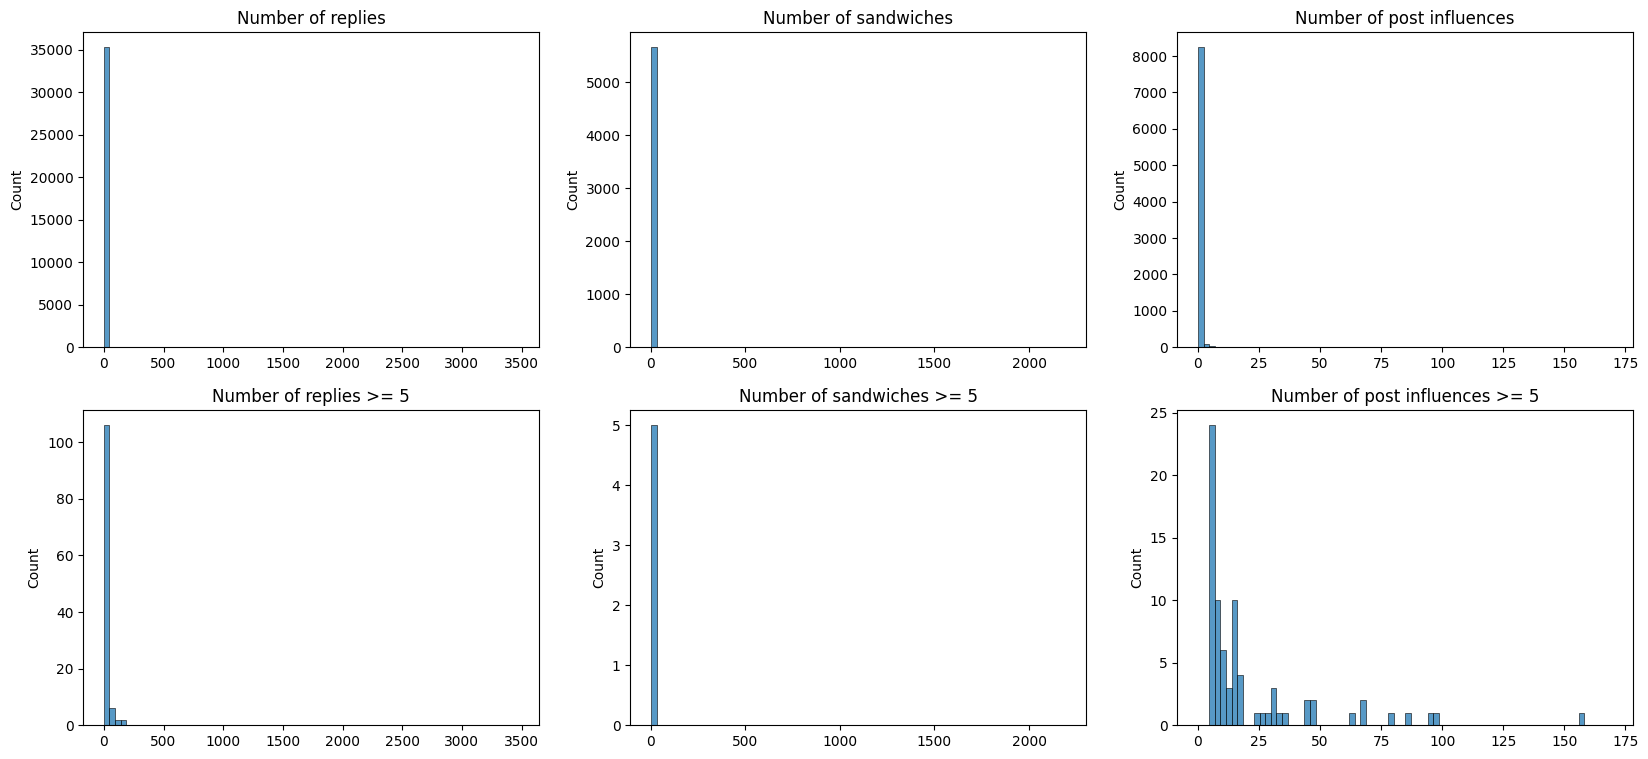 Number of replies
Number of sandwiches
Number of post influences
35000
30000
25000
20000
15000
10000
5000
0
Count
0 500 1000 1500 2000 2500 3000 3500
5000
4000
3000
2000
1000
0
Count
0 500 1000 1500 2000
8000
7000
6000
5000
4000
3000
2000
1000
0
Count
0 25 50 75 100 125 150 175
Number of replies >= 5
Number of sandwiches >= 5
Number of post influences >= 5
100
80
60
40
20
0
Count
0 500 1000 1500 2000 2500 3000 3500
5
4
3
2
1
0
Count
0 500 1000 1500 2000
25
20
15
10
5
0
Count
0 25 50 75 100 125 150 175